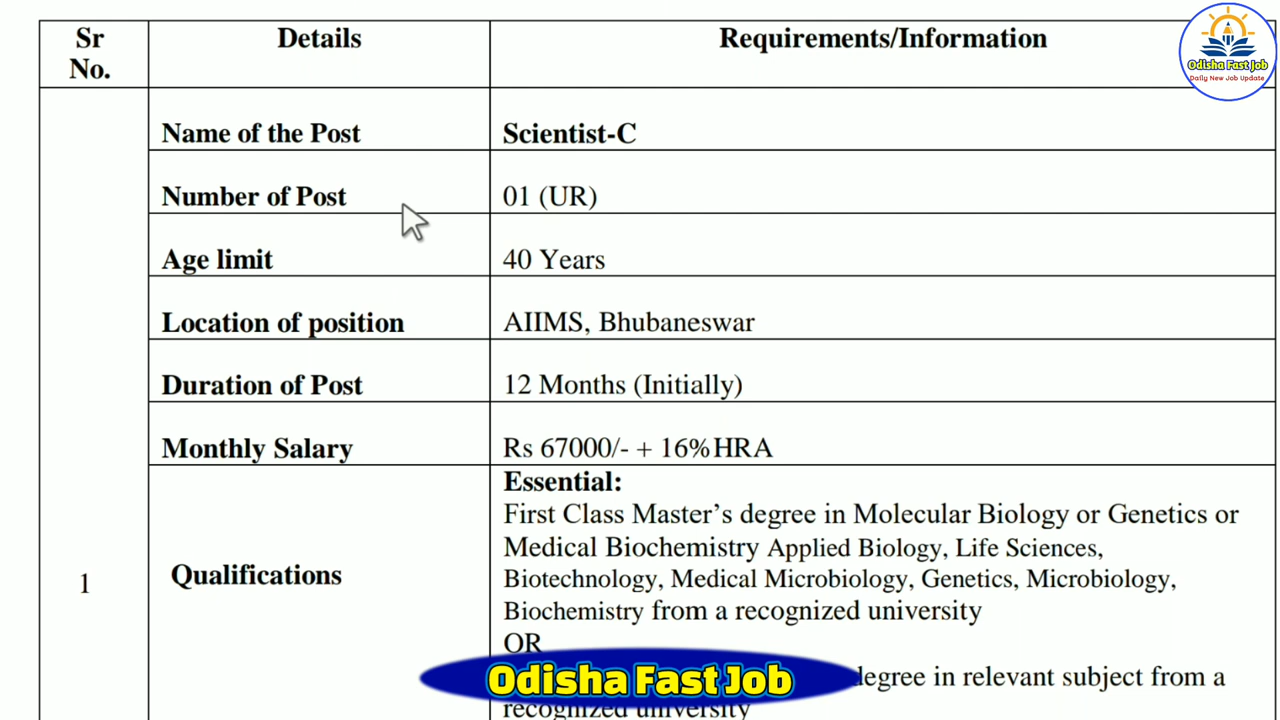 Sr
No.
Details
Requirements/Information
Odisha Fast Job
Daily New Job Update
1
Name of the Post
Scientist-C
Number of Post
01 (UR)
Age limit
40 Years
Location of position
AIIMS, Bhubaneswar
Duration of Post
12 Months (Initially)
Monthly Salary
Rs 67000/- + 16%HRA
Qualifications
Essential:
First Class Master's degree in Molecular Biology or Genetics or
Medical Biochemistry Applied Biology, Life Sciences,
Biotechnology, Medical Microbiology, Genetics, Microbiology,
Biochemistry from a recognized university
OR
degree in relevant subject from a
recognized university
Odisha Fast Job